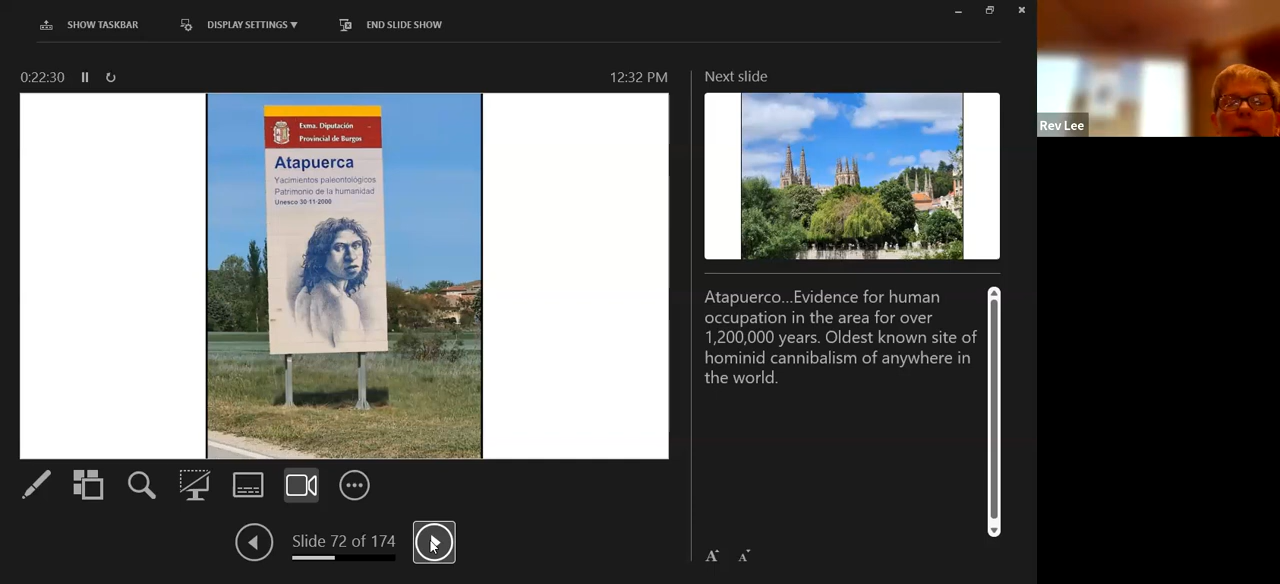 SHOW TASKBAR
DISPLAY SETTINGS ▼
END SLIDE SHOW
0:22:30
12:32 PM
Exma. Diputación
Provincial de Burgos
Atapuerca
Yacimientos paleontológicos
Patrimonio de la humanidad
Unesco 30-11-2000
Slide 72 of 174
Next slide
Atapuerco...Evidence for human
occupation in the area for over
1,200,000 years. Oldest known site of
hominid cannibalism of anywhere in
the world.
A A
Rev Lee